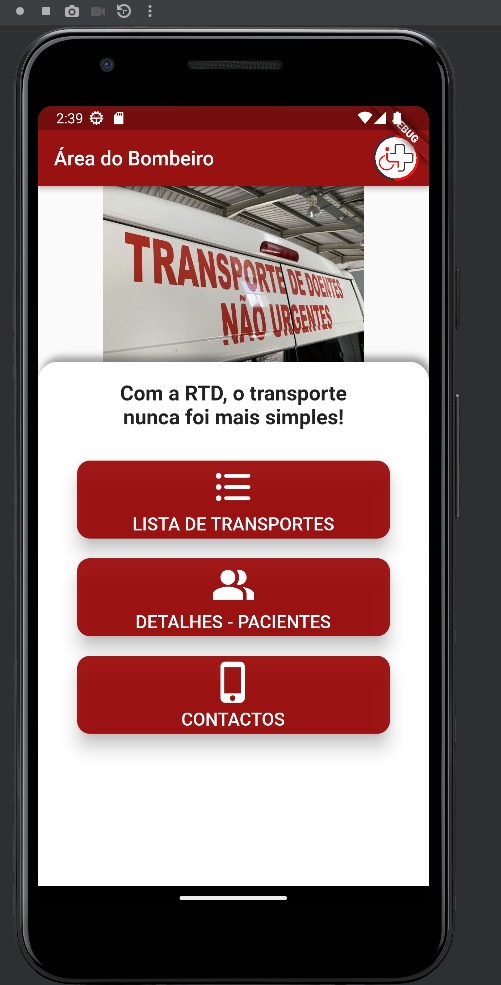 2:39
DEBUG
Área do Bombeiro
TRANSPORTE DE DOENTES
NÃO URGENTES
Com a RTD, o transporte
nunca foi mais simples!
LISTA DE TRANSPORTES
DETALHES - PACIENTES
CONTACTOS